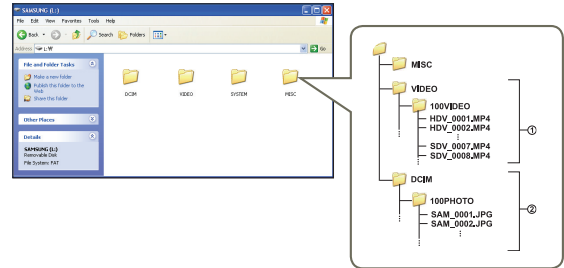 SAMSUNG (L:)
File Edit View Favorites Tools Help
Back Search Folders
Address L:\ Go
File and Folder Tasks
Make a new folder
Publish this folder to the Web
Share this folder
Other Places
Details
SAMSUNG (L:)
Removable Disk
File System: FAT
DCIM VIDEO SYSTEM MISC
MISC
VIDEO
100VIDEO
HDV_0001.MP4
HDV_0002.MP4
SDV_0007.MP4
SDV_0008.MP4
①
DCIM
100PHOTO
SAM_0001.JPG
SAM_0002.JPG
②